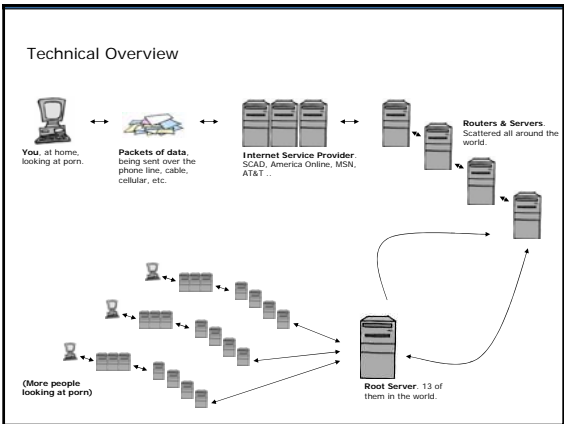 Technical Overview
You, at home,
looking at porn.
Packets of data,
being sent over the
phone line, cable,
cellular, etc.
Internet Service Provider.
SCAD, America Online, MSN,
AT&T ..
Routers & Servers.
Scattered all around the
world.
(More people
looking at porn)
Root Server. 13 of
them in the world.